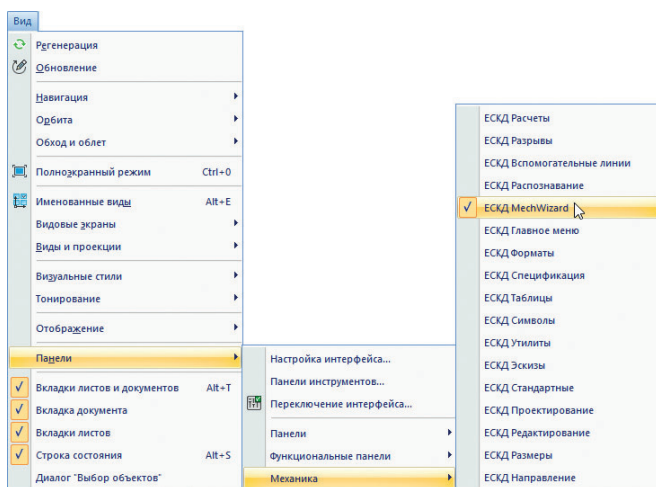 Вид
Регенерация
Обновление
Навигация
Орбита
Обход и облет
Полноэкранный режим Ctrl+0
Именованные виды Alt+E
Видовые экраны
Виды и проекции
Визуальные стили
Тонирование
Отображение
Панели
Вкладки листов и документов Alt+T
Вкладка документа
Вкладки листов
Строка состояния Alt+S
Диалог "Выбор объектов"
Настройка интерфейса...
Панели инструментов...
Переключение интерфейса...
Панели
Функциональные панели
Механика
ЕСКД Расчеты
ЕСКД Разрывы
ЕСКД Вспомогательные линии
ЕСКД Распознавание
ЕСКД MechWizard
ЕСКД Главное меню
ЕСКД Форматы
ЕСКД Спецификация
ЕСКД Таблицы
ЕСКД Символы
ЕСКД Утилиты
ЕСКД Эскизы
ЕСКД Стандартные
ЕСКД Проектирование
ЕСКД Редактирование
ЕСКД Размеры
ЕСКД Направление